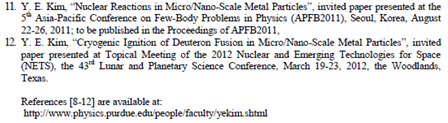 11. Y. E. Kim, “Nuclear Reactions in Micro/Nano-Scale Metal Particles”, invited paper presented at the
5th Asia-Pacific Conference on Few-Body Problems in Physics (APFB2011), Seoul, Korea, August
22-26, 2011; to be published in the Proceedings of APFB2011,
12. Y. E. Kim, “Cryogenic Ignition of Deuteron Fusion in Micro/Nano-Scale Metal Particles”, invited
paper presented at Topical Meeting of the 2012 Nuclear and Emerging Technologies for Space
(NETS), the 43rd Lunar and Planetary Science Conference, March 19-23, 2012, the Woodlands,
Texas.
References [8-12] are available at:
http://www.physics.purdue.edu/people/faculty/yekim.shtml